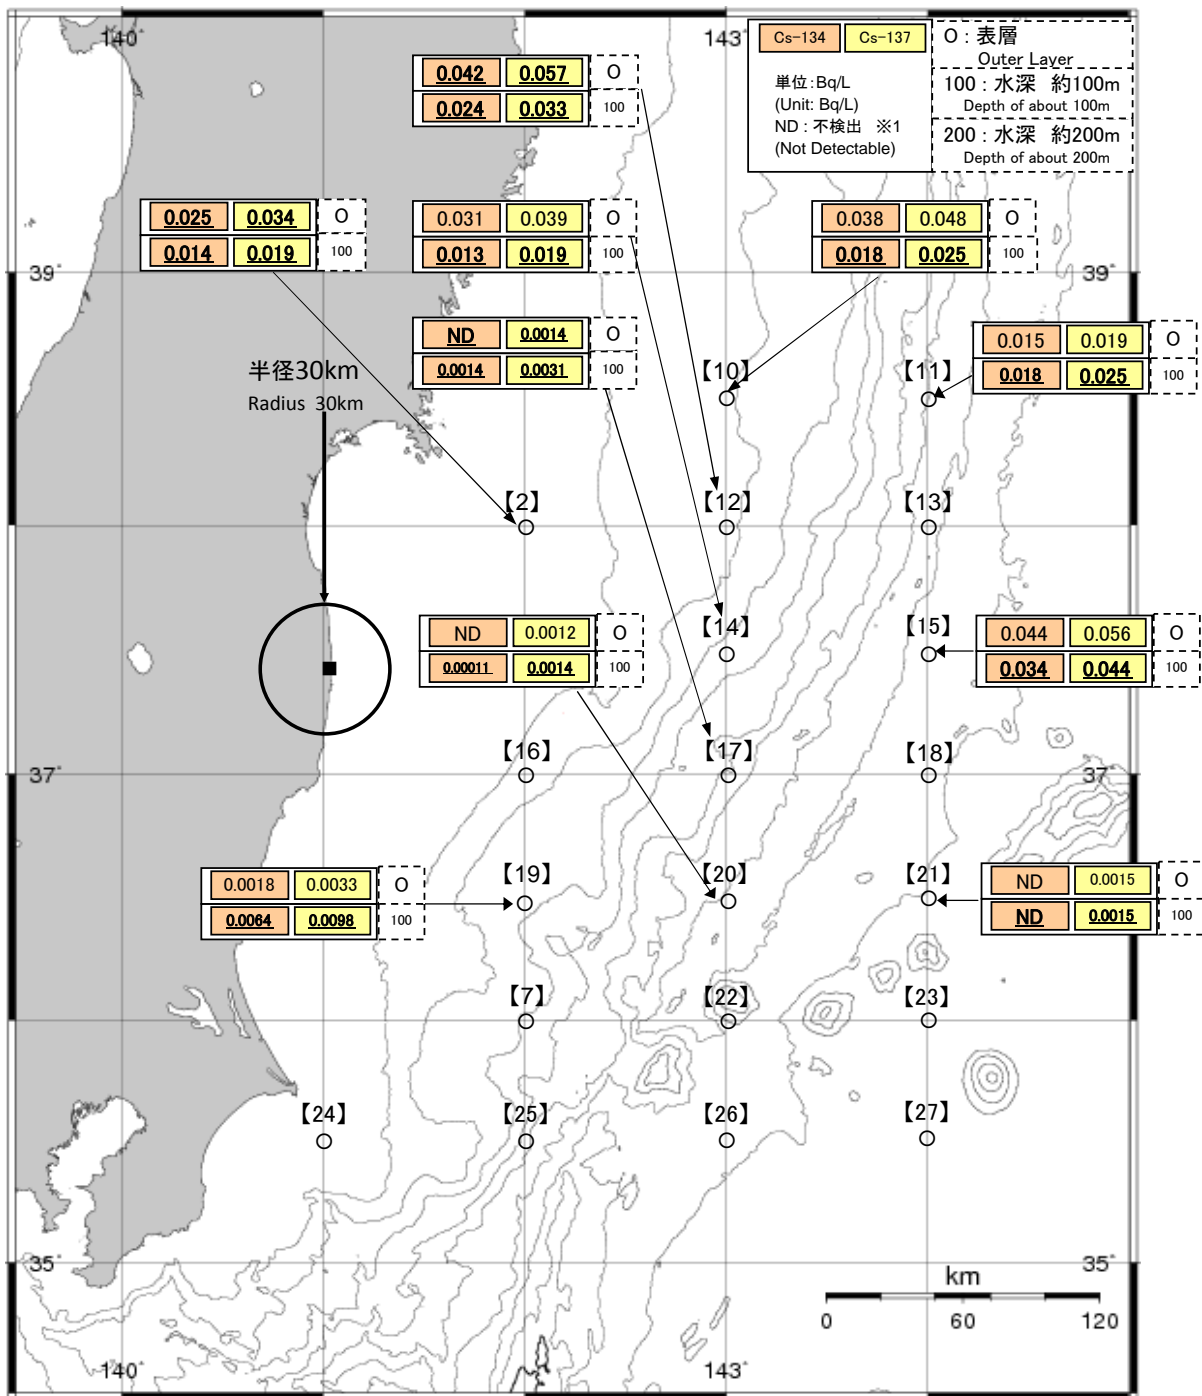 140°
143°
Cs-134 Cs-137
O : 表層
Outer Layer
単位:Bq/L
(Unit: Bq/L)
ND : 不検出 ※1
(Not Detectable)
100 : 水深 約100m
Depth of about 100m
200 : 水深 約200m
Depth of about 200m
0.042 0.057 O
0.024 0.033 100
0.025 0.034 O
0.014 0.019 100
0.031 0.039 O
0.013 0.019 100
0.038 0.048 O
0.018 0.025 100
39°
39°
ND 0.0014 O
0.0014 0.0031 100
0.015 0.019 O
0.018 0.025 100
半径30km
Radius 30km
【10】
【11】
【2】
【12】
【13】
ND 0.0012 O
0.00011 0.0014 100
【14】
【15】
0.044 0.056 O
0.034 0.044 100
【16】
【17】
【18】
37°
37°
0.0018 0.0033 O
0.0064 0.0098 100
【19】
【20】
【21】
ND 0.0015 O
ND 0.0015 100
【7】
【22】
【23】
【24】
【25】
【26】
【27】
35°
35°
km
0 60 120
140°
143°